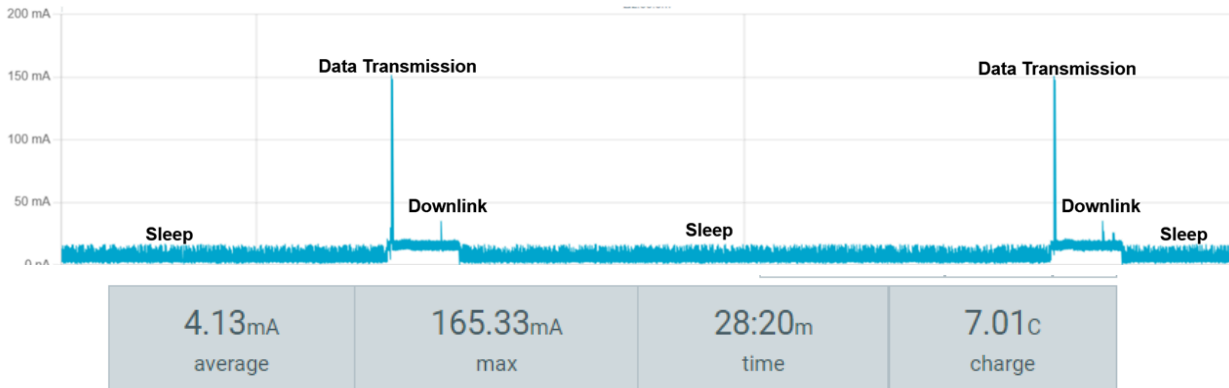 200 mA
150 mA
100 mA
50 mA
Data Transmission
Data Transmission
Downlink
Downlink
Sleep
Sleep
Sleep
4.13mA
average
165.33mA
max
28:20m
time
7.01C
charge